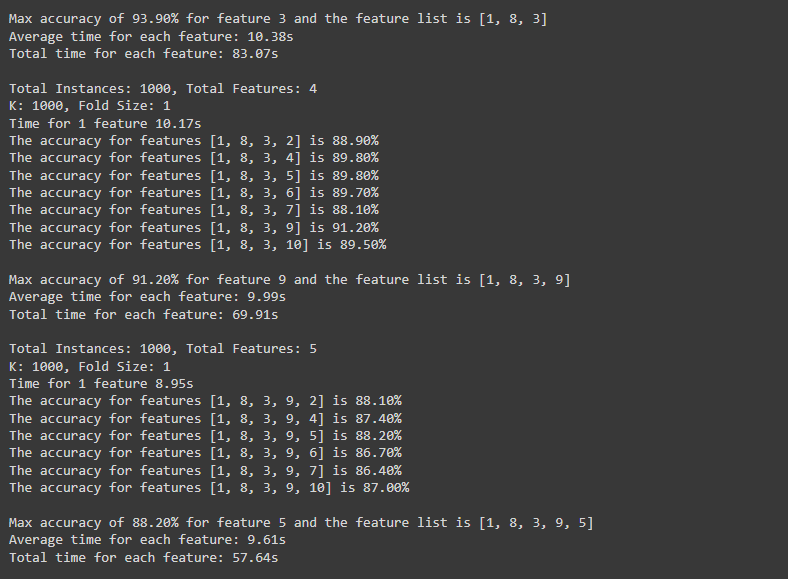 Max accuracy of 93.90% for feature 3 and the feature list is [1, 8, 3]
Average time for each feature: 10.38s
Total time for each feature: 83.07s
Total Instances: 1000, Total Features: 4
K: 1000, Fold Size: 1
Time for 1 feature 10.17s
The accuracy for features [1, 8, 3, 2] is 88.90%
The accuracy for features [1, 8, 3, 4] is 89.80%
The accuracy for features [1, 8, 3, 5] is 89.80%
The accuracy for features [1, 8, 3, 6] is 89.70%
The accuracy for features [1, 8, 3, 7] is 88.10%
The accuracy for features [1, 8, 3, 9] is 91.20%
The accuracy for features [1, 8, 3, 10] is 89.50%
Max accuracy of 91.20% for feature 9 and the feature list is [1, 8, 3, 9]
Average time for each feature: 9.99s
Total time for each feature: 69.91s
Total Instances: 1000, Total Features: 5
K: 1000, Fold Size: 1
Time for 1 feature 8.95s
The accuracy for features [1, 8, 3, 9, 2] is 88.10%
The accuracy for features [1, 8, 3, 9, 4] is 87.40%
The accuracy for features [1, 8, 3, 9, 5] is 88.20%
The accuracy for features [1, 8, 3, 9, 6] is 86.70%
The accuracy for features [1, 8, 3, 9, 7] is 86.40%
The accuracy for features [1, 8, 3, 9, 10] is 87.00%
Max accuracy of 88.20% for feature 5 and the feature list is [1, 8, 3, 9, 5]
Average time for each feature: 9.61s
Total time for each feature: 57.64s